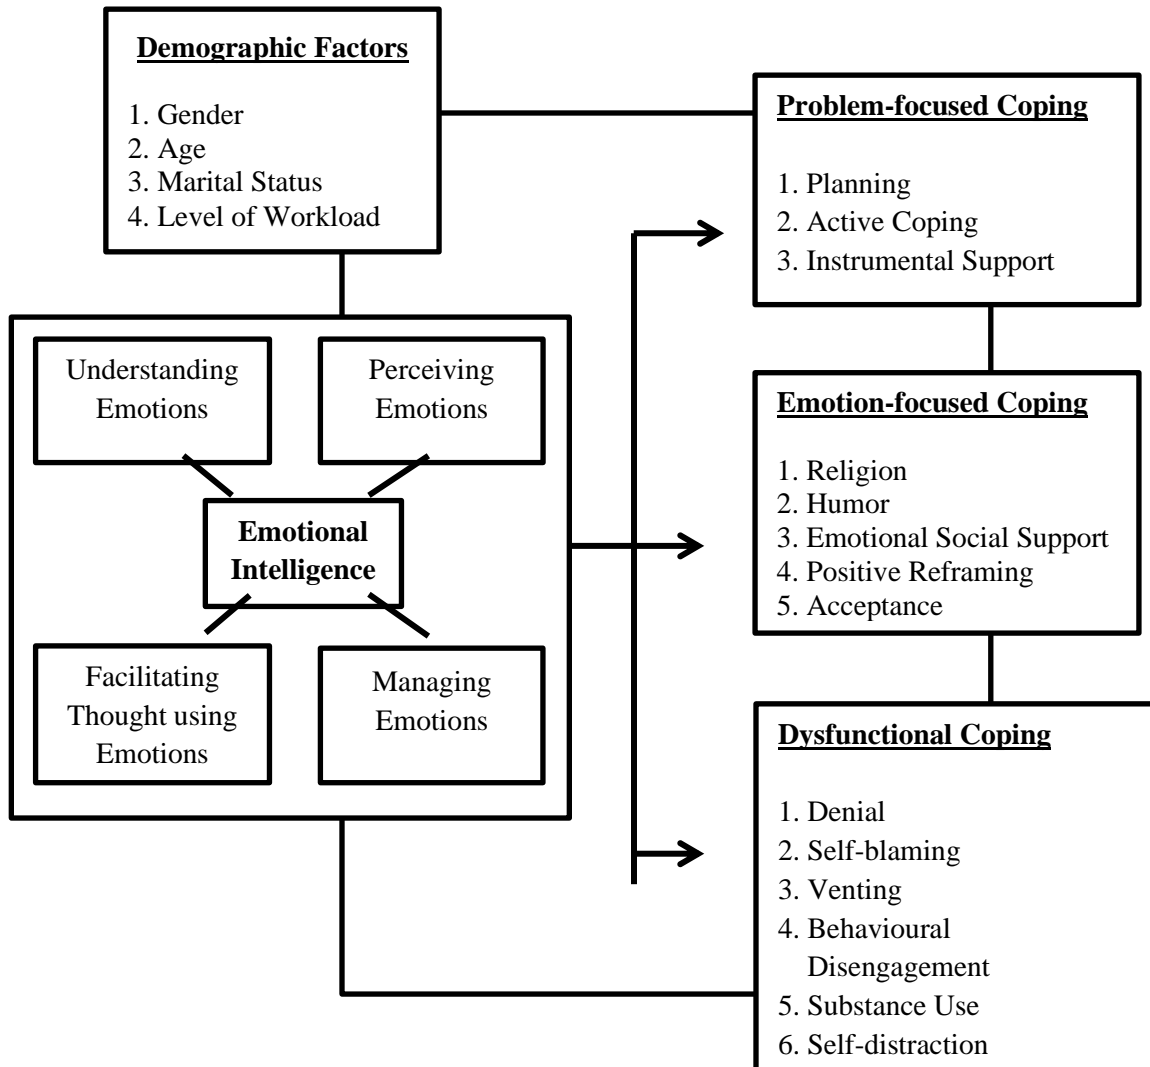 Demographic Factors
1. Gender
2. Age
3. Marital Status
4. Level of Workload
Understanding
Emotions
Perceiving
Emotions
Emotional
Intelligence
Facilitating
Thought using
Emotions
Managing
Emotions
Problem-focused Coping
1. Planning
2. Active Coping
3. Instrumental Support
Emotion-focused Coping
1. Religion
2. Humor
3. Emotional Social Support
4. Positive Reframing
5. Acceptance
Dysfunctional Coping
1. Denial
2. Self-blaming
3. Venting
4. Behavioural
Disengagement
5. Substance Use
6. Self-distraction